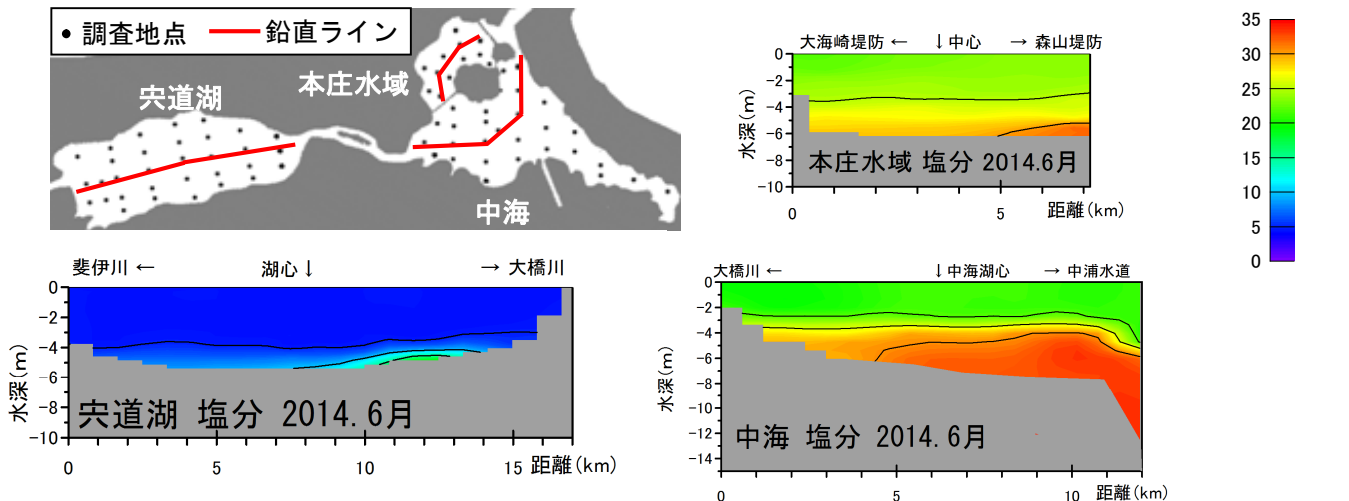 • 調査地点 ― 鉛直ライン
宍道湖
本庄水域
中海
大海崎堤防 ← ↓中心 → 森山堤防
0
−2
−4
−6
−8
−10
水深(m)
本庄水域 塩分 2014.6月
0 5 距離(km)
35
30
25
20
15
10
5
0
斐伊川 ← 湖心↓ → 大橋川
0
−2
−4
−6
−8
−10
水深(m)
宍道湖 塩分 2014.6月
0 5 10 15 距離(km)
大橋川 ← ↓中海湖心 → 中浦水道
0
−2
−4
−6
−8
−10
−12
−14
水深(m)
中海 塩分 2014.6月
0 5 10 距離(km)